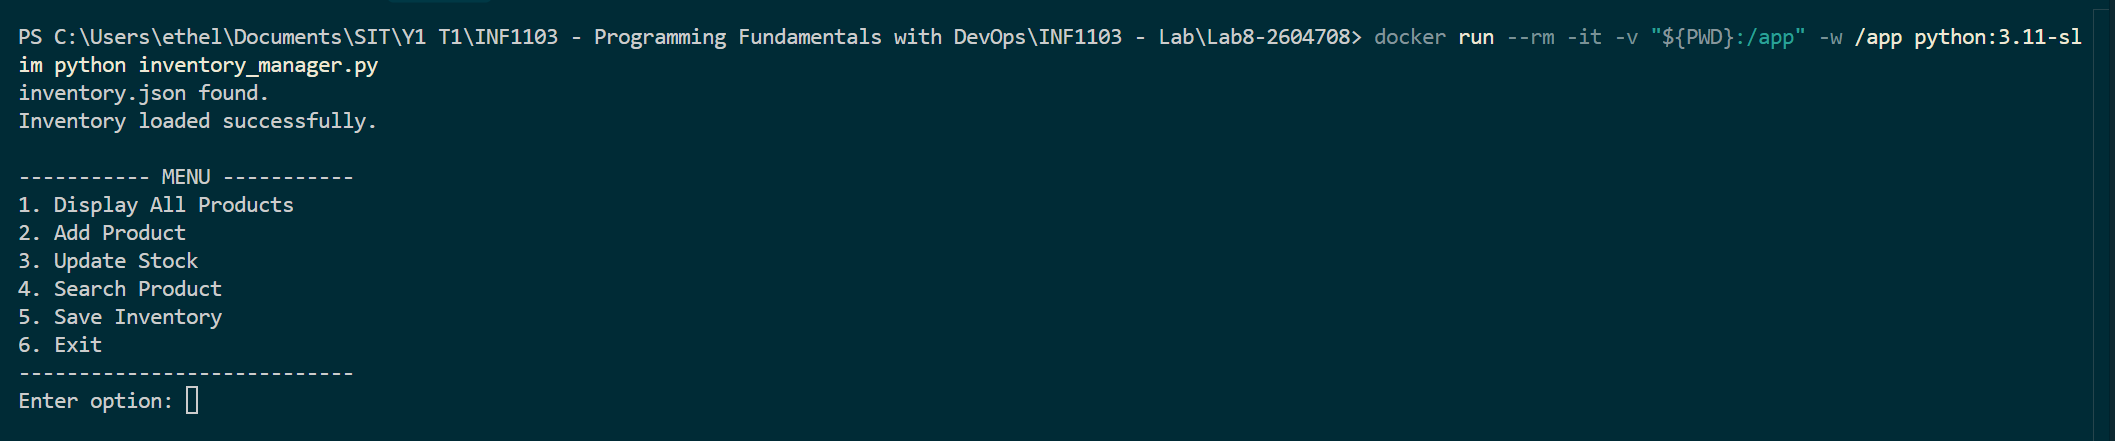 PS C:\Users\ethel\Documents\SIT\Y1 T1\INF1103 - Programming Fundamentals with DevOps\INF1103 - Lab\Lab8-2604708> docker run --rm -it -v "${PWD}:/app" -w /app python:3.11-sl
im python inventory_manager.py
inventory.json found.
Inventory loaded successfully.

----------- MENU -----------
1. Display All Products
2. Add Product
3. Update Stock
4. Search Product
5. Save Inventory
6. Exit
----------------------------
Enter option: